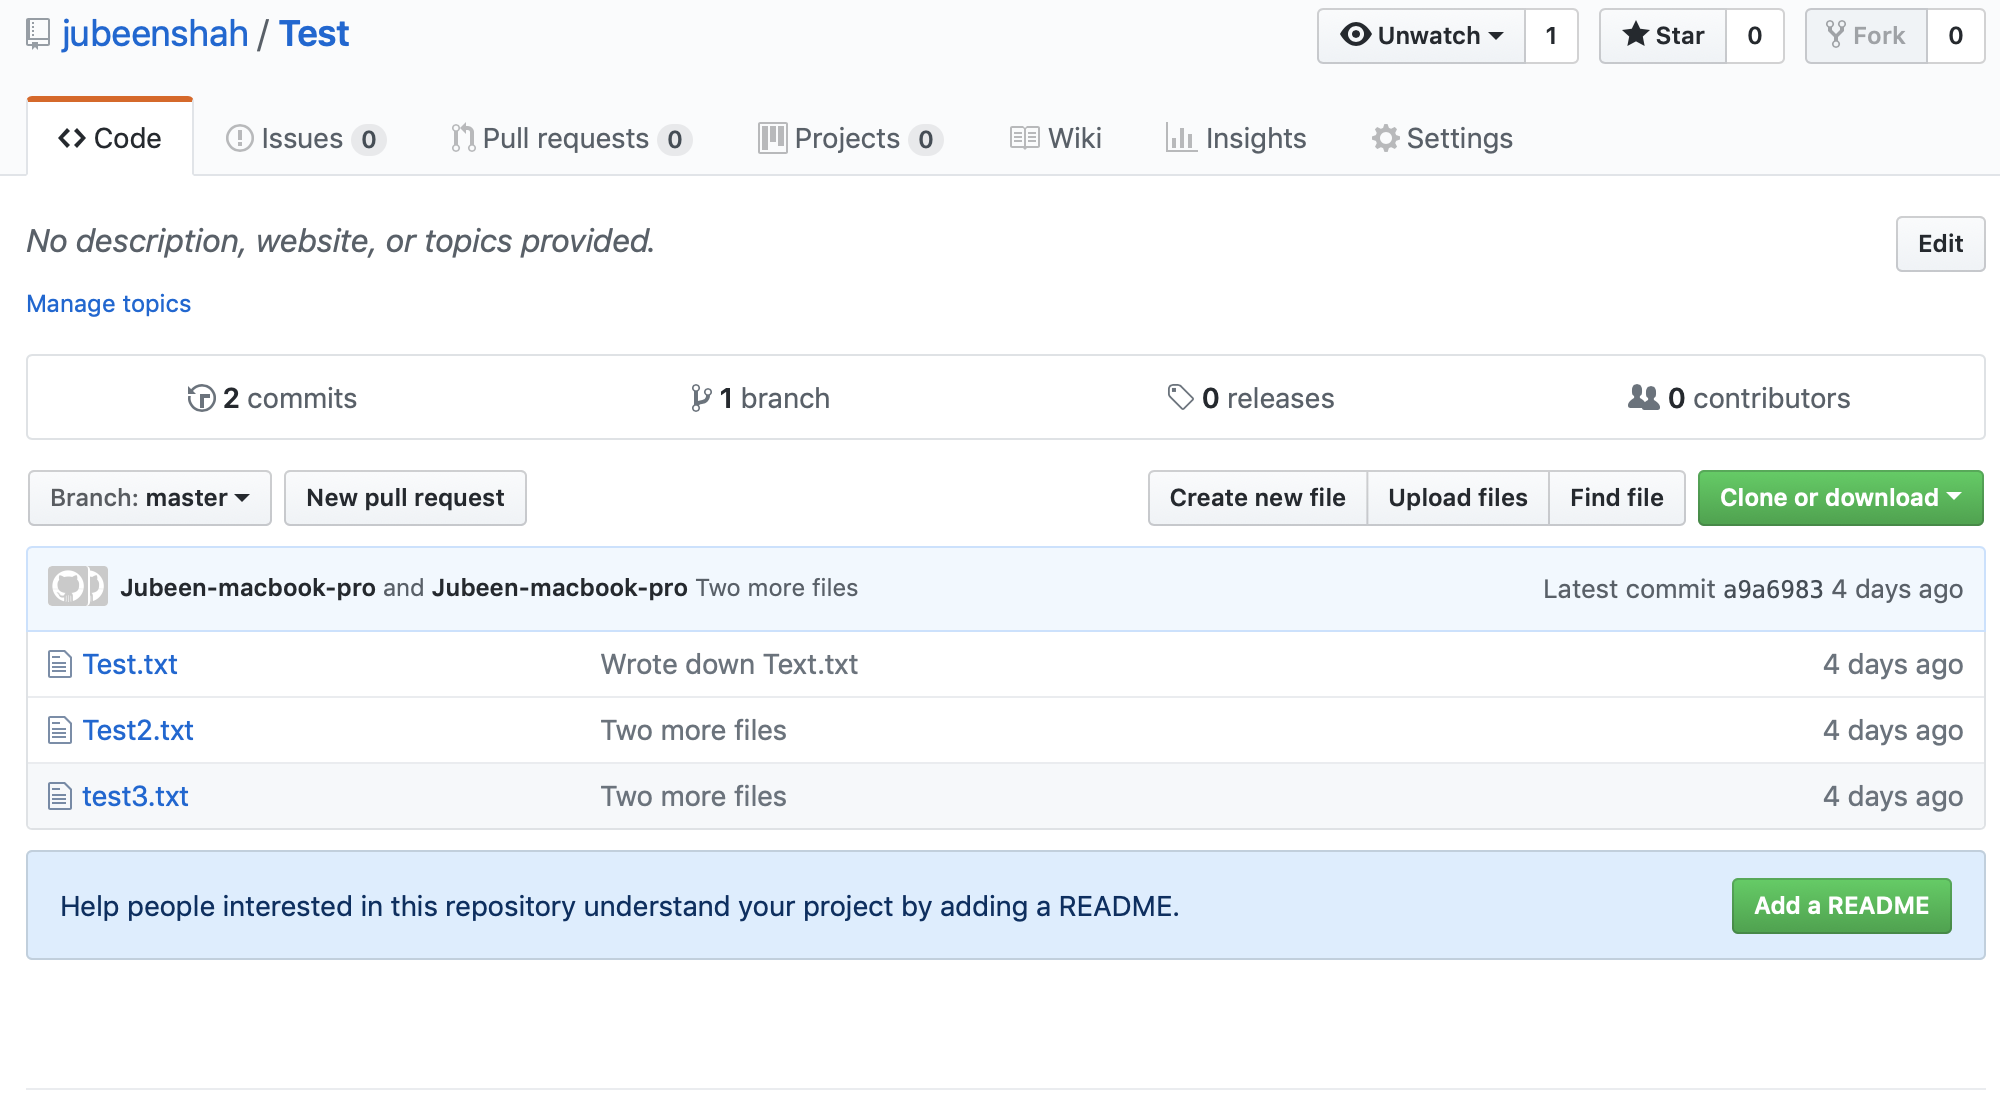 jubeenshah / Test
Unwatch 1 Star 0 Fork 0
Code Issues 0 Pull requests 0 Projects 0 Wiki Insights Settings
No description, website, or topics provided. Edit
Manage topics
2 commits 1 branch 0 releases 0 contributors
Branch: master New pull request Create new file Upload files Find file Clone or download
Jubeen-macbook-pro and Jubeen-macbook-pro Two more files Latest commit a9a6983 4 days ago
Test.txt Wrote down Text.txt 4 days ago
Test2.txt Two more files 4 days ago
test3.txt Two more files 4 days ago
Help people interested in this repository understand your project by adding a README. Add a README